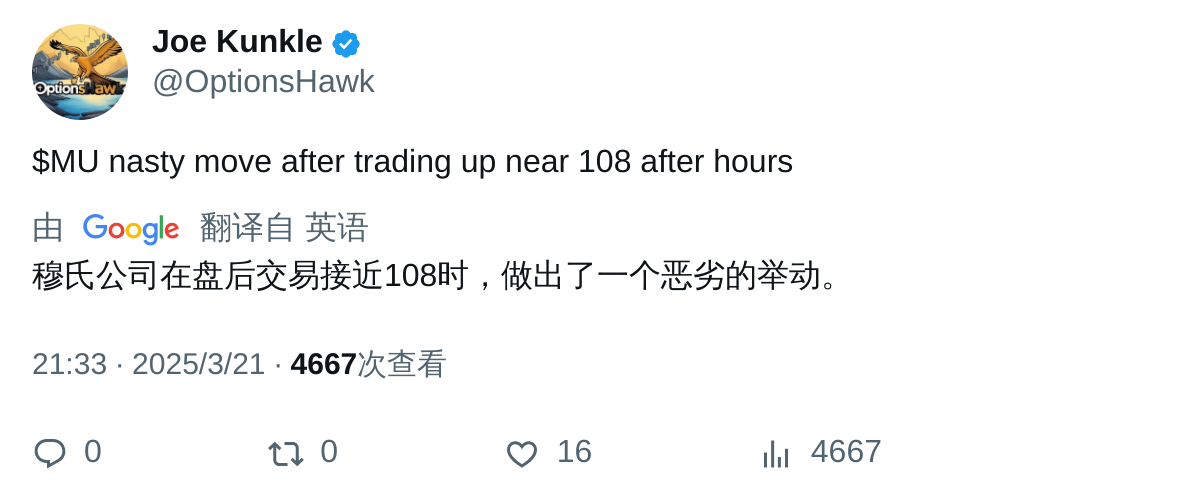 Joe Kunkle
@OptionsHawk
$MU nasty move after trading up near 108 after hours
由 Google 翻译自 英语
穆氏公司在盘后交易接近108时，做出了一个恶劣的举动。
21:33 · 2025/3/21 · 4667次查看
0 0 16 4667